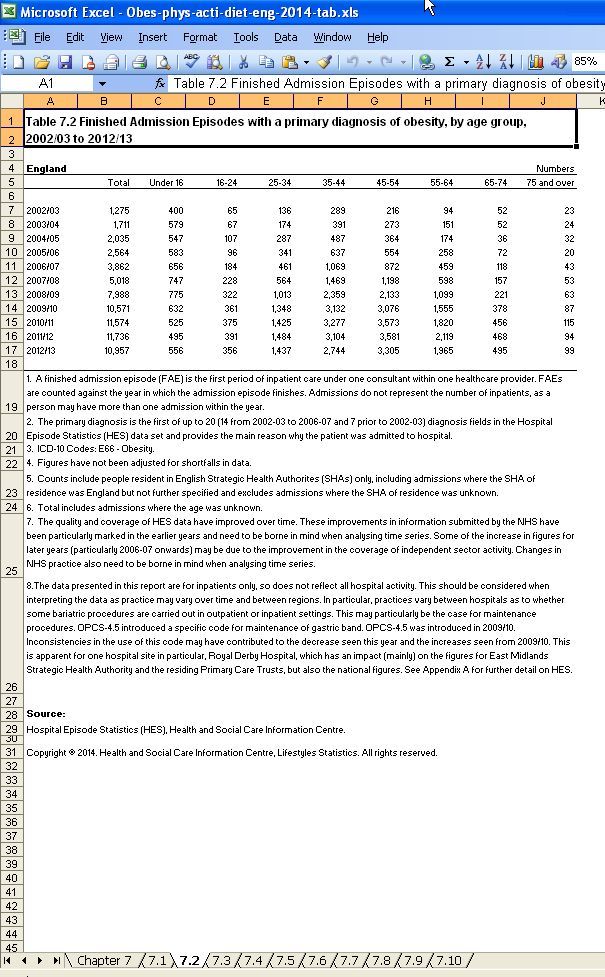 Microsoft Excel - Obes-phys-acti-diet-eng-2014-tab.xls
File Edit View Insert Format Tools Data Window Help
ABC Σ A Z Z A 85%
A1 fx Table 7.2 Finished Admission Episodes with a primary diagnosis of obesity
A B C D E F G H I J K
1 Table 7.2 Finished Admission Episodes with a primary diagnosis of obesity, by age group,
2 2002/03 to 2012/13
3
4 England Numbers
5 Total Under 16 16-24 25-34 35-44 45-54 55-64 65-74 75 and over
6
7 2002/03 1,275 400 65 136 289 216 94 52 23
8 2003/04 1,711 579 67 174 391 273 151 52 24
9 2004/05 2,035 547 107 287 487 364 174 36 32
10 2005/06 2,564 583 96 341 637 554 258 72 20
11 2006/07 3,862 656 184 461 1,069 872 459 118 43
12 2007/08 5,018 747 228 564 1,469 1,198 598 157 53
13 2008/09 7,988 775 322 1,013 2,359 2,133 1,099 221 63
14 2009/10 10,571 632 361 1,348 3,132 3,076 1,555 378 87
15 2010/11 11,574 525 375 1,425 3,277 3,573 1,820 456 115
16 2011/12 11,736 495 391 1,484 3,104 3,581 2,119 468 94
17 2012/13 10,957 556 356 1,437 2,744 3,305 1,965 495 99
18
1. A finished admission episode (FAE) is the first period of inpatient care under one consultant within one healthcare provider. FAEs
are counted against the year in which the admission episode finishes. Admissions do not represent the number of inpatients, as a
19 person may have more than one admission within the year.
2. The primary diagnosis is the first of up to 20 (14 from 2002-03 to 2006-07 and 7 prior to 2002-03) diagnosis fields in the Hospital
20 Episode Statistics (HES) data set and provides the main reason why the patient was admitted to hospital.
21 3. ICD-10 Codes: E66 - Obesity.
22 4. Figures have not been adjusted for shortfalls in data.
5. Counts include people resident in English Strategic Health Authorites (SHAs) only, including admissions where the SHA of
23 residence was England but not further specified and excludes admissions where the SHA of residence was unknown.
24 6. Total includes admissions where the age was unknown.
7. The quality and coverage of HES data have improved over time. These improvements in information submitted by the NHS have
been particularly marked in the earlier years and need to be borne in mind when analysing time series. Some of the increase in figures for
later years (particularly 2006-07 onwards) may be due to the improvement in the coverage of independent sector activity. Changes in
25 NHS practice also need to be borne in mind when analysing time series.
8.The data presented in this report are for inpatients only, so does not reflect all hospital activity. This should be considered when
interpreting the data as practice may vary over time and between regions. In particular, practices vary between hospitals as to whether
some bariatric procedures are carried out in outpatient or inpatient settings. This may particularly be the case for maintenance
procedures. OPCS-4.5 introduced a specific code for maintenance of gastric band. OPCS-4.5 was introduced in 2009/10.
Inconsistencies in the use of this code may have contributed to the decrease seen this year and the increases seen from 2009/10. This
is apparent for one hospital site in particular, Royal Derby Hospital, which has an impact (mainly) on the figures for East Midlands
26 Strategic Health Authority and the residing Primary Care Trusts, but also the national figures. See Appendix A for further detail on HES.
27
28 Source:
29 Hospital Episode Statistics (HES), Health and Social Care Information Centre.
30
31 Copyright © 2014. Health and Social Care Information Centre, Lifestyles Statistics. All rights reserved.
32
33
34
35
36
37
38
39
40
41
42
43
44
45
Chapter 7 7.1 7.2 7.3 7.4 7.5 7.6 7.7 7.8 7.9 7.10